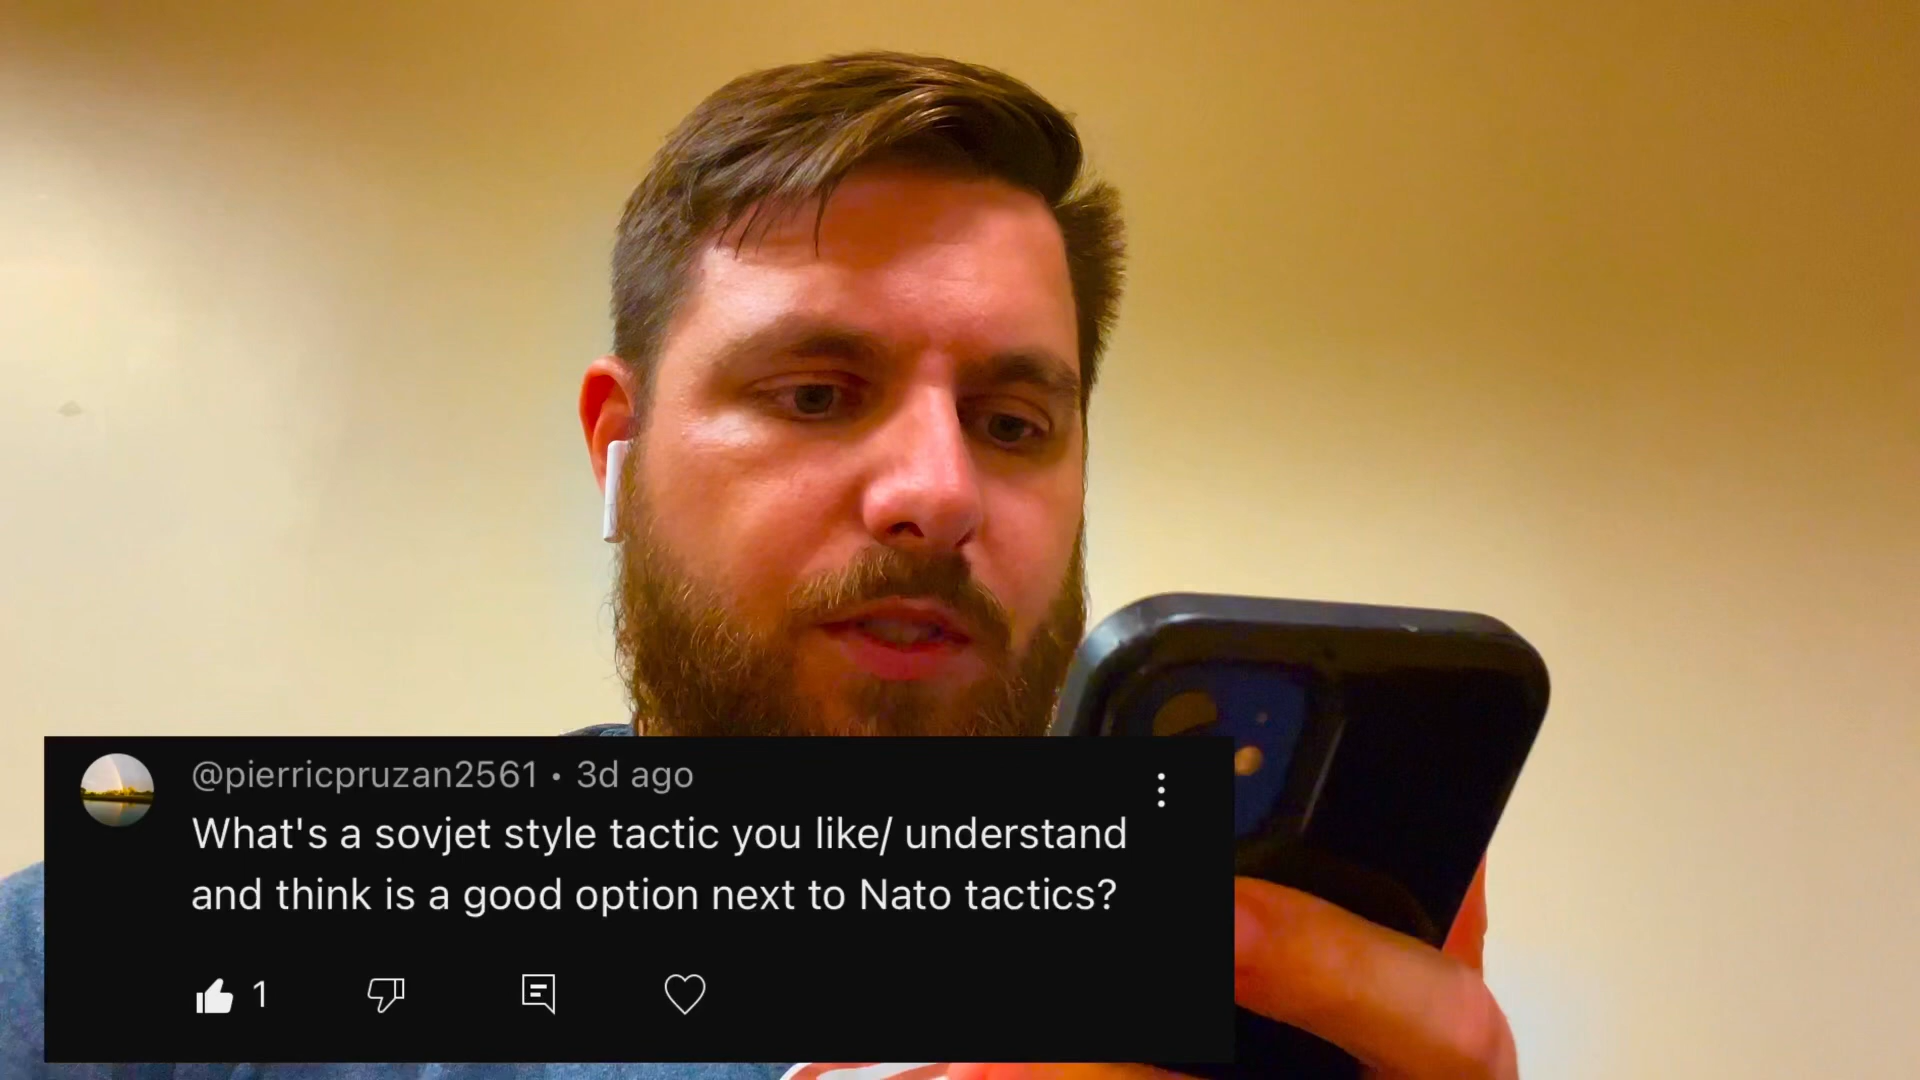 @pierricpruzan2561 • 3d ago
What's a sovjet style tactic you like/ understand
and think is a good option next to Nato tactics?
1